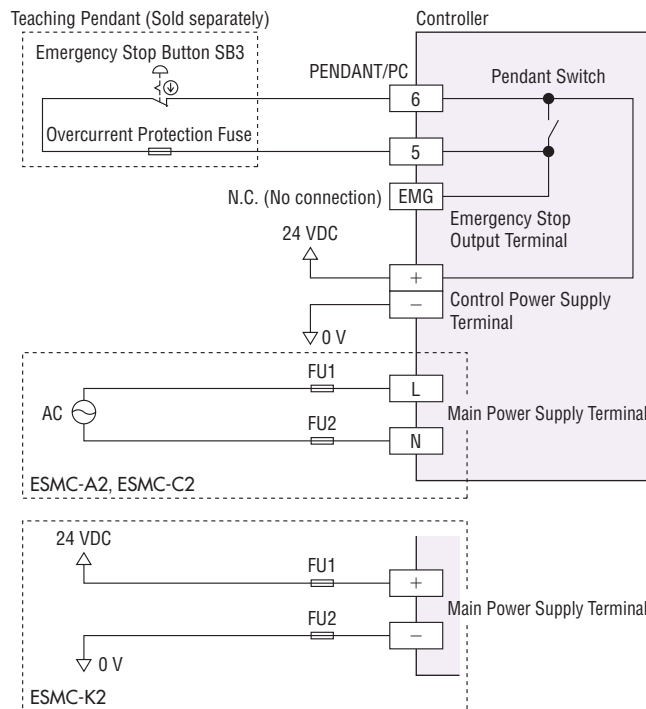 Teaching Pendant (Sold separately)
Controller
Emergency Stop Button SB3
PENDANT/PC
Pendant Switch
6
Overcurrent Protection Fuse
5
N.C. (No connection)
EMG
Emergency Stop
Output Terminal
24 VDC
+
−
Control Power Supply
Terminal
0 V
FU1
L
AC
Main Power Supply Terminal
FU2
N
ESMC-A2, ESMC-C2
24 VDC
FU1
+
Main Power Supply Terminal
FU2
−
0 V
ESMC-K2